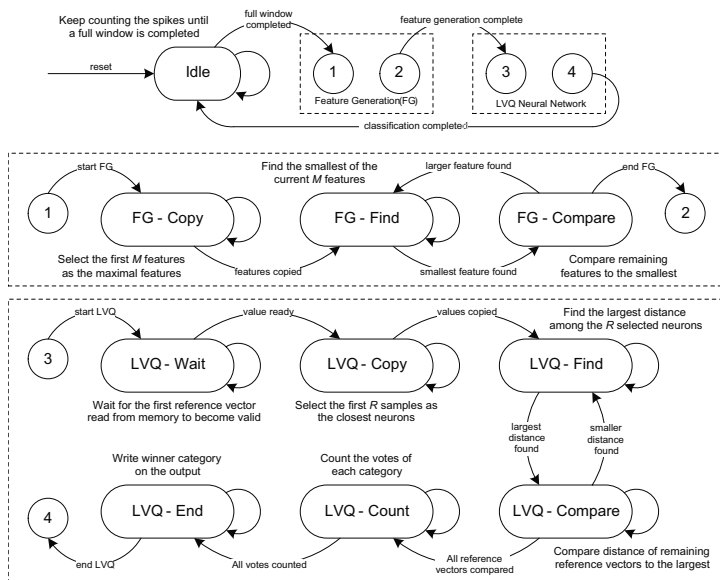 Keep counting the spikes until
a full window is completed
full window
completed
feature generation complete
reset
Idle
1
2
3
4
Feature Generation(FG)
LVQ Neural Network
classification completed
start FG
Find the smallest of the
current M features
larger feature found
end FG
1
FG - Copy
FG - Find
FG - Compare
2
Select the first M features
as the maximal features
features copied
smallest feature found
Compare remaining
features to the smallest
start LVQ
value ready
values copied
Find the largest distance
among the R selected neurons
3
LVQ - Wait
LVQ - Copy
LVQ - Find
Wait for the first reference vector
read from memory to become valid
Select the first R samples as
the closest neurons
largest
distance
found
smaller
distance
found
Write winner category
on the output
Count the votes of
each category
4
LVQ - End
LVQ - Count
LVQ - Compare
end LVQ
All votes counted
All reference
vectors compared
Compare distance of remaining
reference vectors to the largest